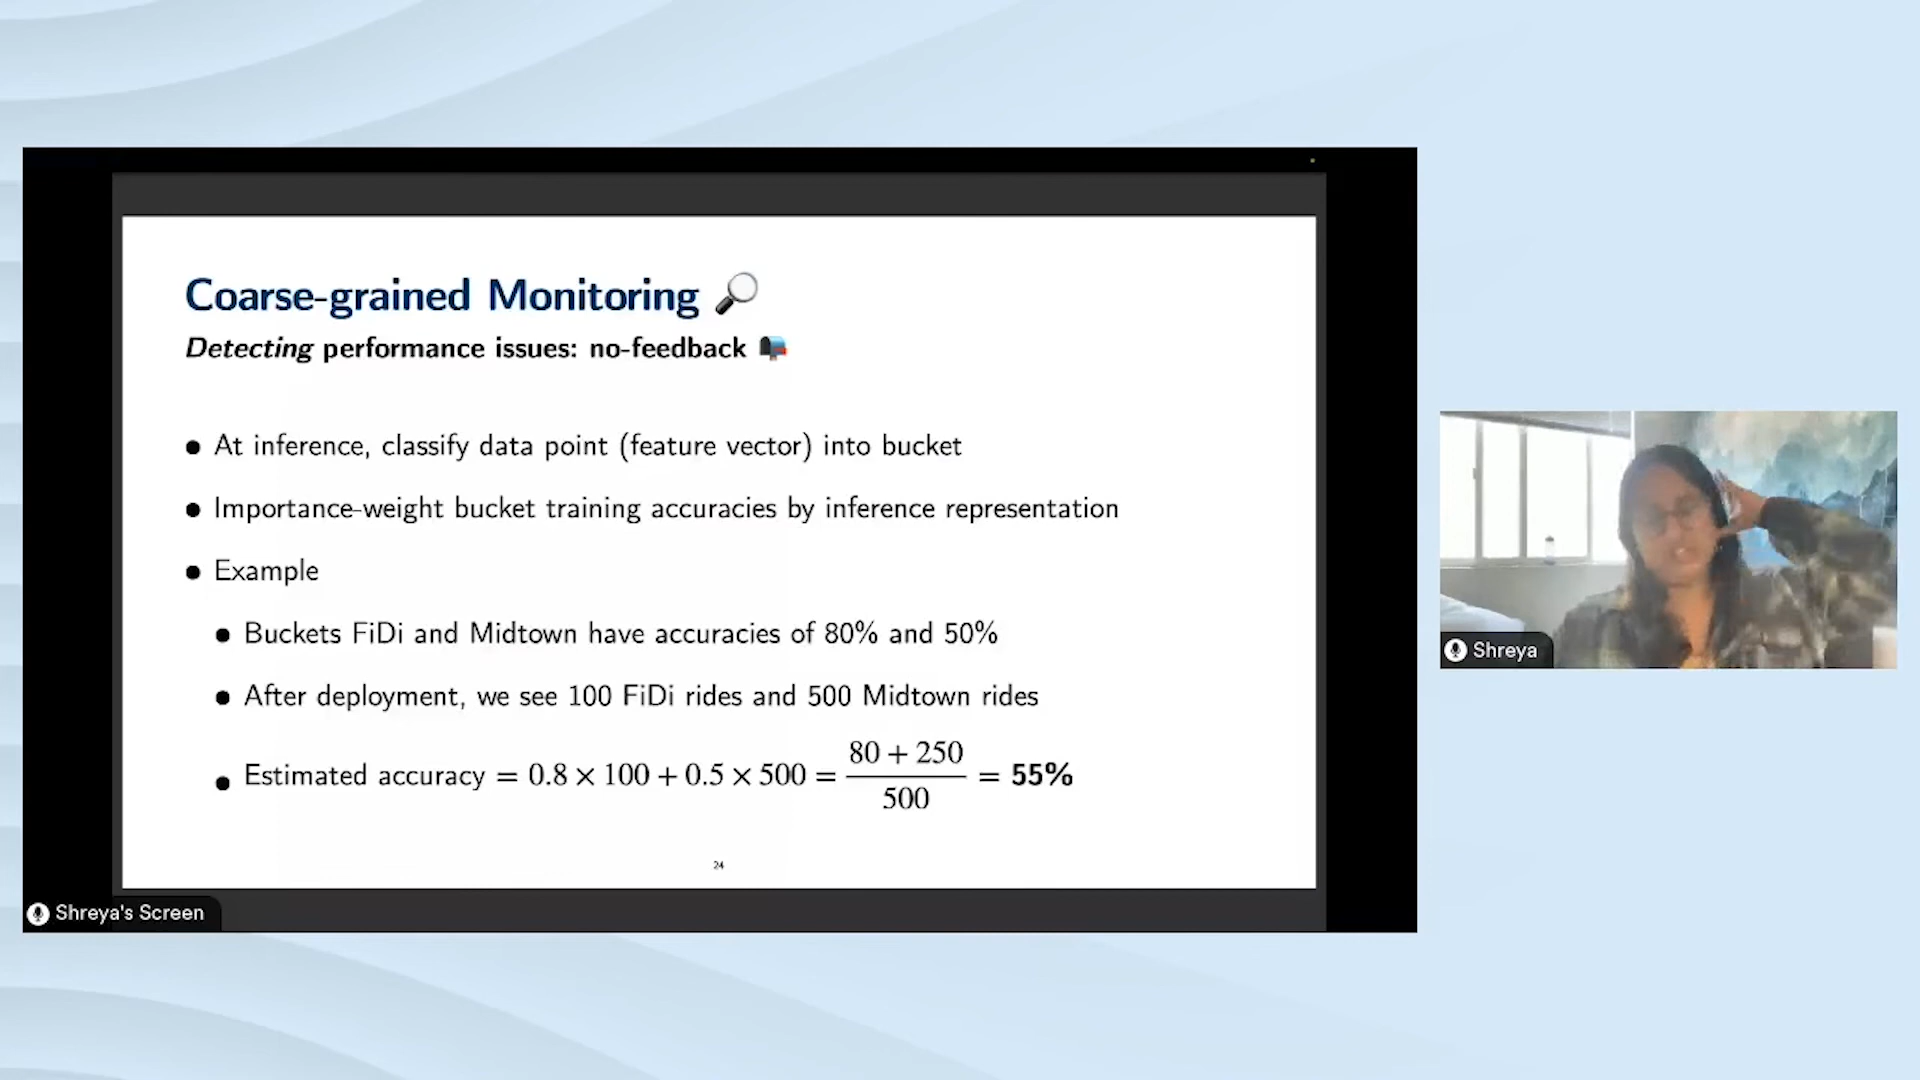 Coarse-grained Monitoring 🔎
Detecting performance issues: no-feedback 📭
• At inference, classify data point (feature vector) into bucket
• Importance-weight bucket training accuracies by inference representation
• Example
• Buckets FiDi and Midtown have accuracies of 80% and 50%
• After deployment, we see 100 FiDi rides and 500 Midtown rides
• Estimated accuracy = 0.8 × 100 + 0.5 × 500 = (80 + 250) / 500 = 55%
24
Shreya's Screen
Shreya